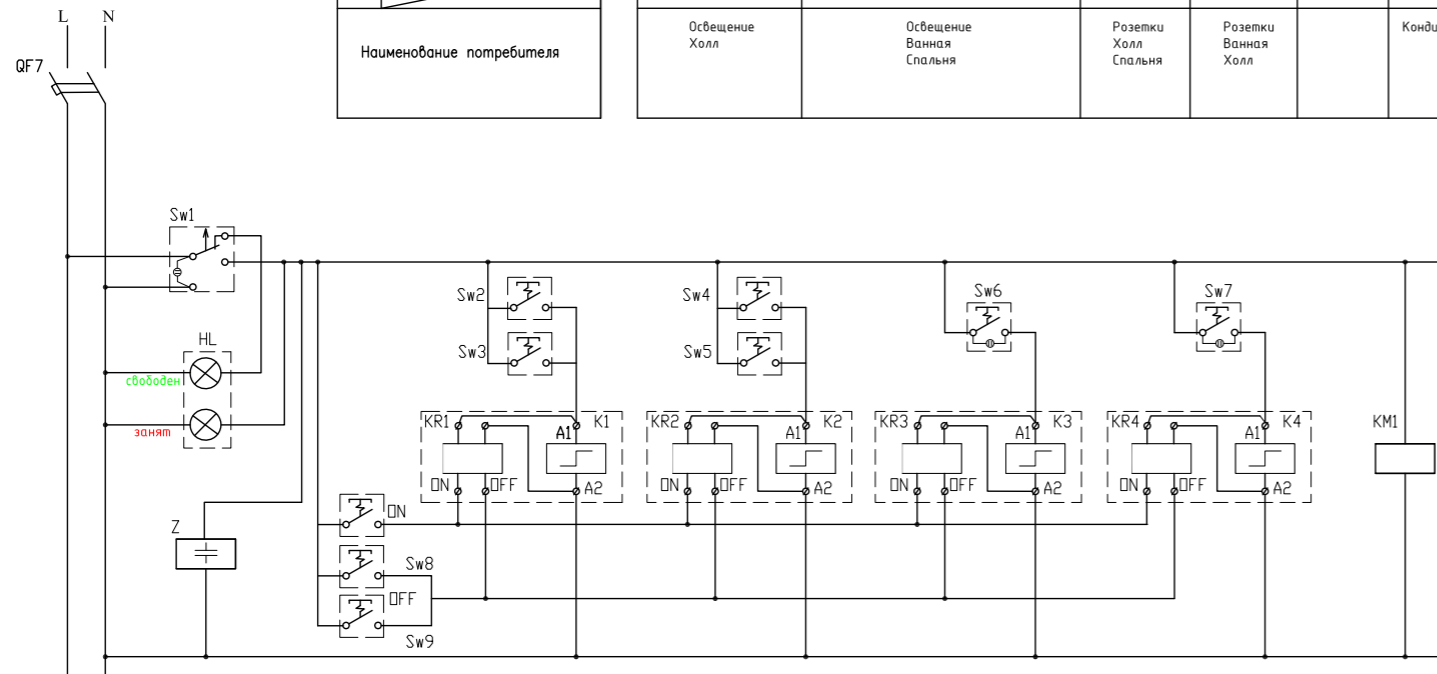 L N
QF7
Наименование потребителя
Освещение
Холл
Освещение
Ванная
Спальня
Розетки
Холл
Спальня
Розетки
Ванная
Холл
Конди
Sw1
HL
свободен
занят
Z
Sw2
Sw3
Sw4
Sw5
Sw6
Sw7
KR1 K1
A1
ON OFF A2
KR2 K2
A1
ON OFF A2
KR3 K3
A1
ON OFF A2
KR4 K4
A1
ON OFF A2
KM1
ON
Sw8
OFF
Sw9